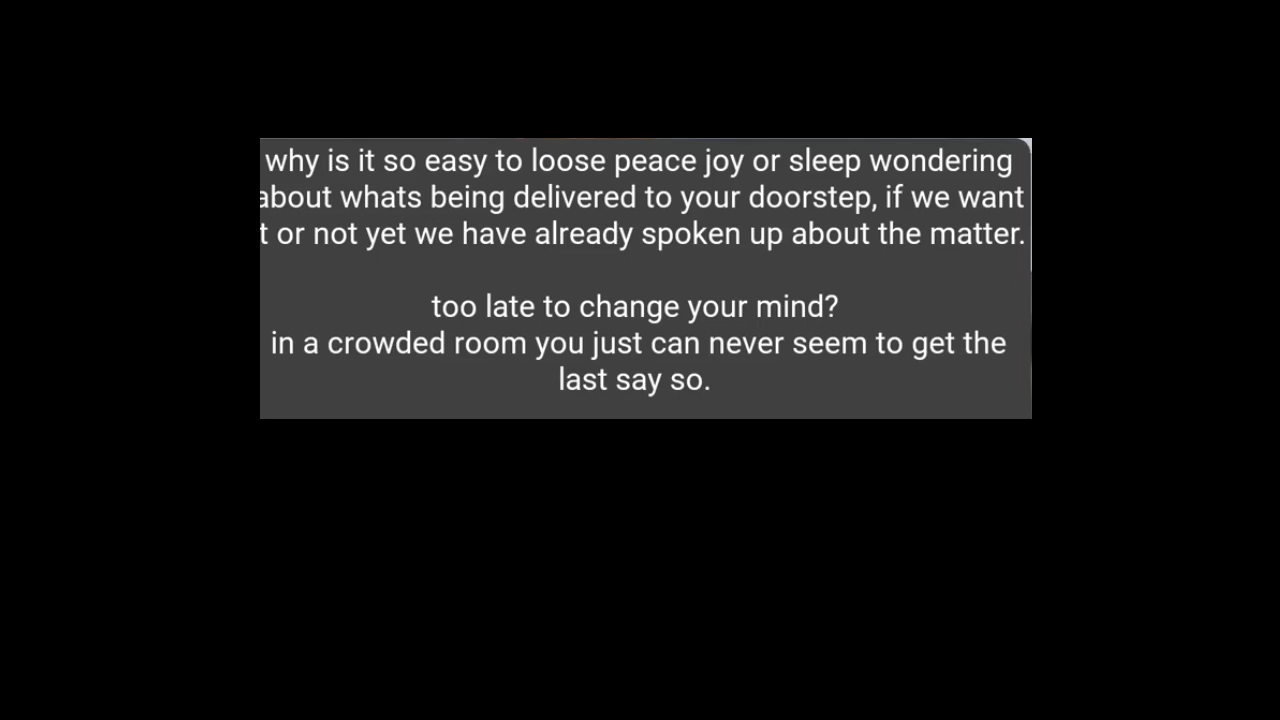 why is it so easy to loose peace joy or sleep wondering
about whats being delivered to your doorstep, if we want
t or not yet we have already spoken up about the matter.
too late to change your mind?
in a crowded room you just can never seem to get the
last say so.